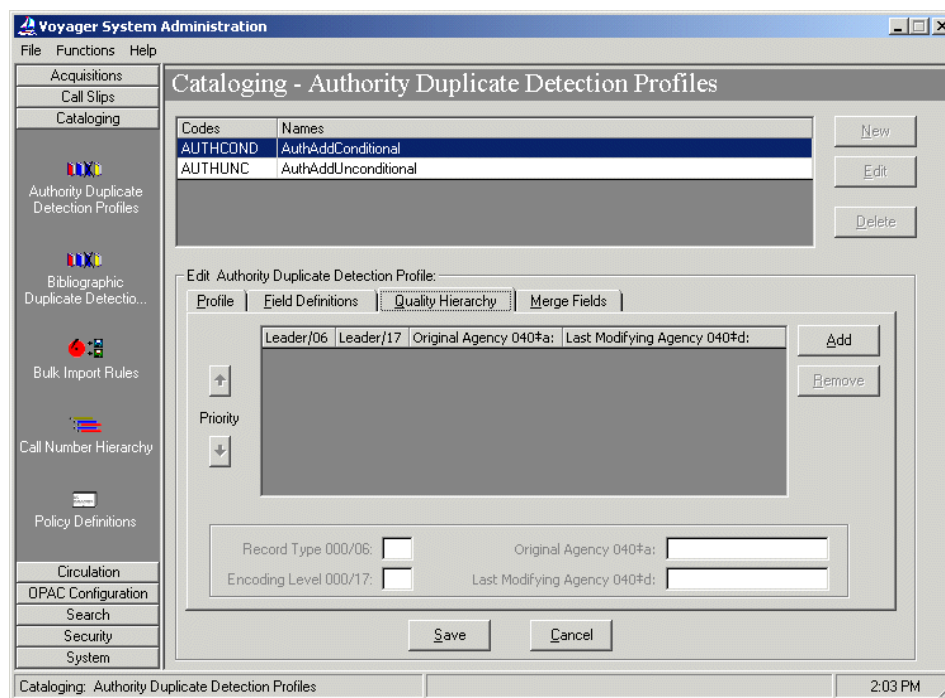 Voyager System Administration
File Functions Help
Acquisitions
Call Slips
Cataloging
Authority Duplicate
Detection Profiles
Bibliographic
Duplicate Detectio...
Bulk Import Rules
Call Number Hierarchy
Policy Definitions
Circulation
OPAC Configuration
Search
Security
System
Cataloging - Authority Duplicate Detection Profiles
Codes Names
AUTHCOND AuthAddConditional
AUTHUNC AuthAddUnconditional
New
Edit
Delete
Edit Authority Duplicate Detection Profile:
Profile Field Definitions Quality Hierarchy Merge Fields
Leader/06 Leader/17 Original Agency 040‡a: Last Modifying Agency 040‡d:
Add
Remove
Priority
Record Type 000/06: Original Agency 040‡a:
Encoding Level 000/17: Last Modifying Agency 040‡d:
Save Cancel
Cataloging: Authority Duplicate Detection Profiles 2:03 PM